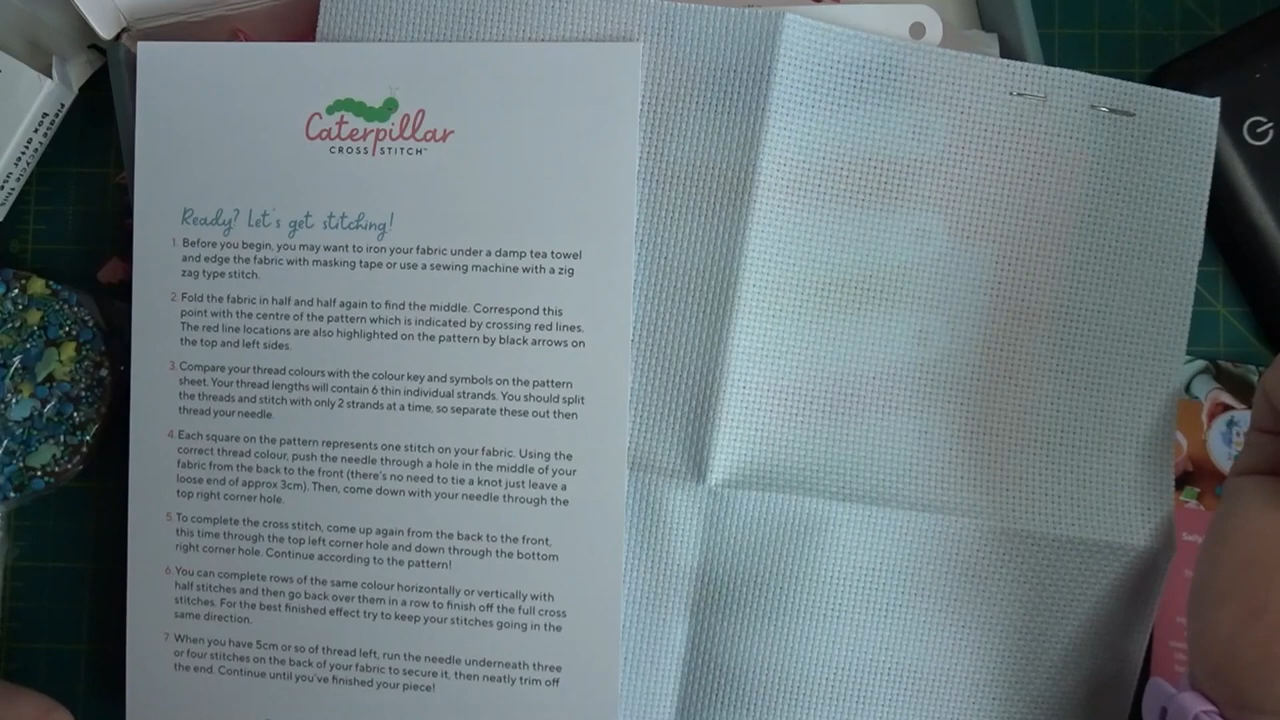 Please recycle this
box after use
Caterpillar
CROSS STITCH™
Ready? Let's get stitching!
1. Before you begin, you may want to iron your fabric under a damp tea towel
and edge the fabric with masking tape or use a sewing machine with a zig
zag type stitch.
2. Fold the fabric in half and half again to find the middle. Correspond this
point with the centre of the pattern which is indicated by crossing red lines.
The red line locations are also highlighted on the pattern by black arrows on
the top and left sides.
3. Compare your thread colours with the colour key and symbols on the pattern
sheet. Your thread lengths will contain 6 thin individual strands. You should split
the threads and stitch with only 2 strands at a time, so separate these out then
thread your needle.
4. Each square on the pattern represents one stitch on your fabric. Using the
correct thread colour, push the needle through a hole in the middle of your
fabric from the back to the front (there's no need to tie a knot just leave a
loose end of approx 3cm). Then, come down with your needle through the
top right corner hole.
5. To complete the cross stitch, come up again from the back to the front,
this time through the top left corner hole and down through the bottom
right corner hole. Continue according to the pattern!
6. You can complete rows of the same colour horizontally or vertically with
half stitches and then go back over them in a row to finish off the full cross
stitches. For the best finished effect try to keep your stitches going in the
same direction.
7. When you have 5cm or so of thread left, run the needle underneath three
or four stitches on the back of your fabric to secure it, then neatly trim off
the end. Continue until you've finished your piece!
Sally